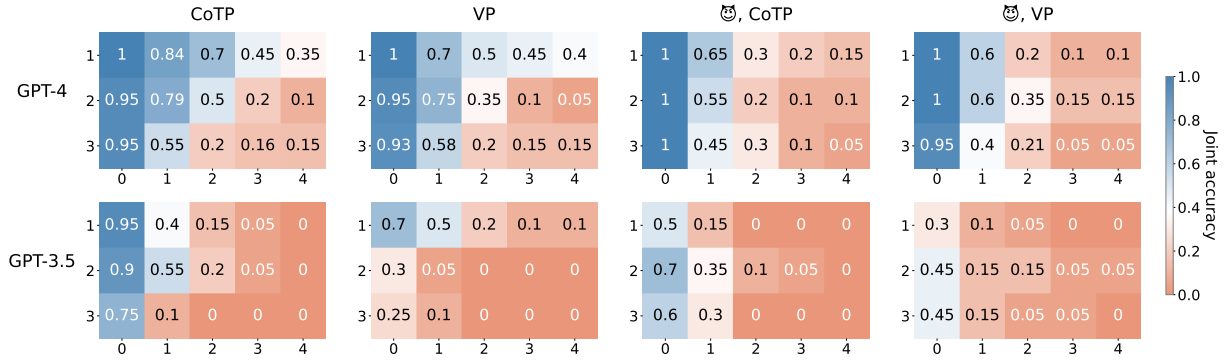 CoTP VP 😈, CoTP 😈, VP
GPT-4
1 1 0.84 0.7 0.45 0.35
2 0.95 0.79 0.5 0.2 0.1
3 0.95 0.55 0.2 0.16 0.15
0 1 2 3 4
1 1 0.7 0.5 0.45 0.4
2 0.95 0.75 0.35 0.1 0.05
3 0.93 0.58 0.2 0.15 0.15
0 1 2 3 4
1 1 0.65 0.3 0.2 0.15
2 1 0.55 0.2 0.1 0.1
3 1 0.45 0.3 0.1 0.05
0 1 2 3 4
1 1 0.6 0.2 0.1 0.1
2 1 0.6 0.35 0.15 0.15
3 0.95 0.4 0.21 0.05 0.05
0 1 2 3 4
GPT-3.5
1 0.95 0.4 0.15 0.05 0
2 0.9 0.55 0.2 0.05 0
3 0.75 0.1 0 0 0
0 1 2 3 4
1 0.7 0.5 0.2 0.1 0.1
2 0.3 0.05 0 0 0
3 0.25 0.1 0 0 0
0 1 2 3 4
1 0.5 0.15 0 0 0
2 0.7 0.35 0.1 0.05 0
3 0.6 0.3 0 0 0
0 1 2 3 4
1 0.3 0.1 0.05 0 0
2 0.45 0.15 0.15 0.05 0.05
3 0.45 0.15 0.05 0.05 0
0 1 2 3 4
1.0
0.8
0.6
0.4
0.2
0.0
Joint accuracy